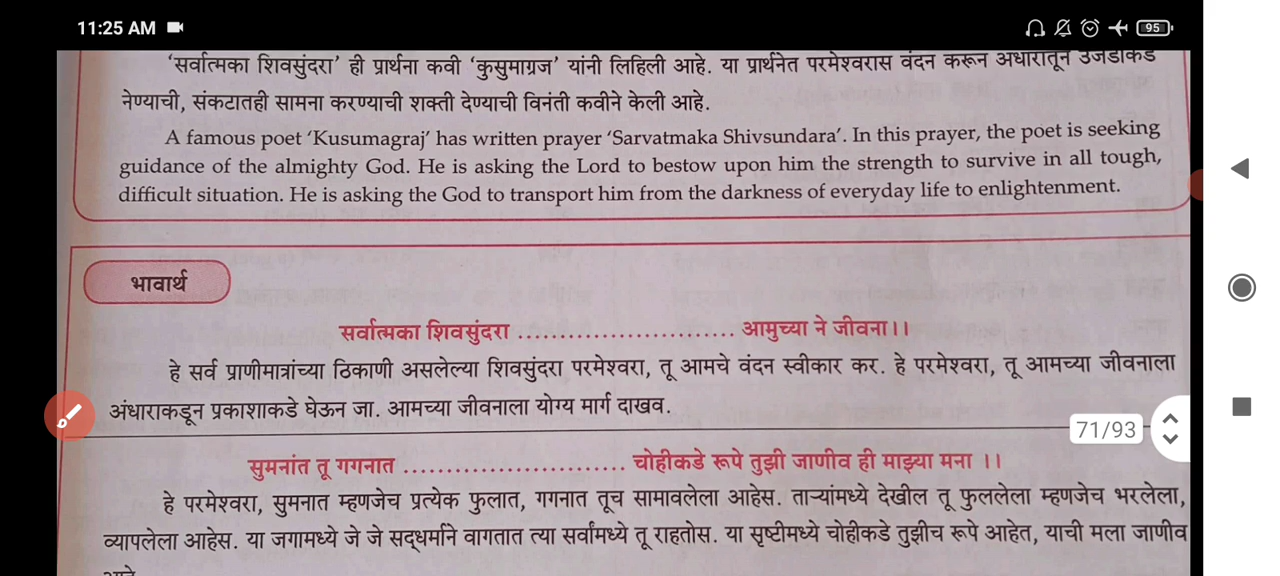 11:25 AM
95
'सर्वात्मका शिवसुंदरा' ही प्रार्थना कवी 'कुसुमाग्रज' यांनी लिहिली आहे. या प्रार्थनेत परमेश्वरास वंदन करून अंधारातून उजेडाकडे
नेण्याची, संकटातही सामना करण्याची शक्ती देण्याची विनंती कवीने केली आहे.
A famous poet 'Kusumagraj' has written prayer 'Sarvatmaka Shivsundara'. In this prayer, the poet is seeking
guidance of the almighty God. He is asking the Lord to bestow upon him the strength to survive in all tough,
difficult situation. He is asking the God to transport him from the darkness of everyday life to enlightenment.
भावार्थ
सर्वात्मका शिवसुंदरा .............................. आमुच्या ने जीवना।।
हे सर्व प्राणीमात्रांच्या ठिकाणी असलेल्या शिवसुंदरा परमेश्वरा, तू आमचे वंदन स्वीकार कर. हे परमेश्वरा, तू आमच्या जीवनाला
अंधाराकडून प्रकाशाकडे घेऊन जा. आमच्या जीवनाला योग्य मार्ग दाखव.
71/93
सुमनांत तू गगनात .............................. चोहीकडे रूपे तुझी जाणीव ही माझ्या मना ।।
हे परमेश्वरा, सुमनात म्हणजेच प्रत्येक फुलात, गगनात तूच सामावलेला आहेस. ताऱ्यांमध्ये देखील तू फुललेला म्हणजेच भरलेला,
व्यापलेला आहेस. या जगामध्ये जे जे सद्धर्माने वागतात त्या सर्वांमध्ये तू राहतोस. या सृष्टीमध्ये चोहीकडे तुझीच रूपे आहेत, याची मला जाणीव